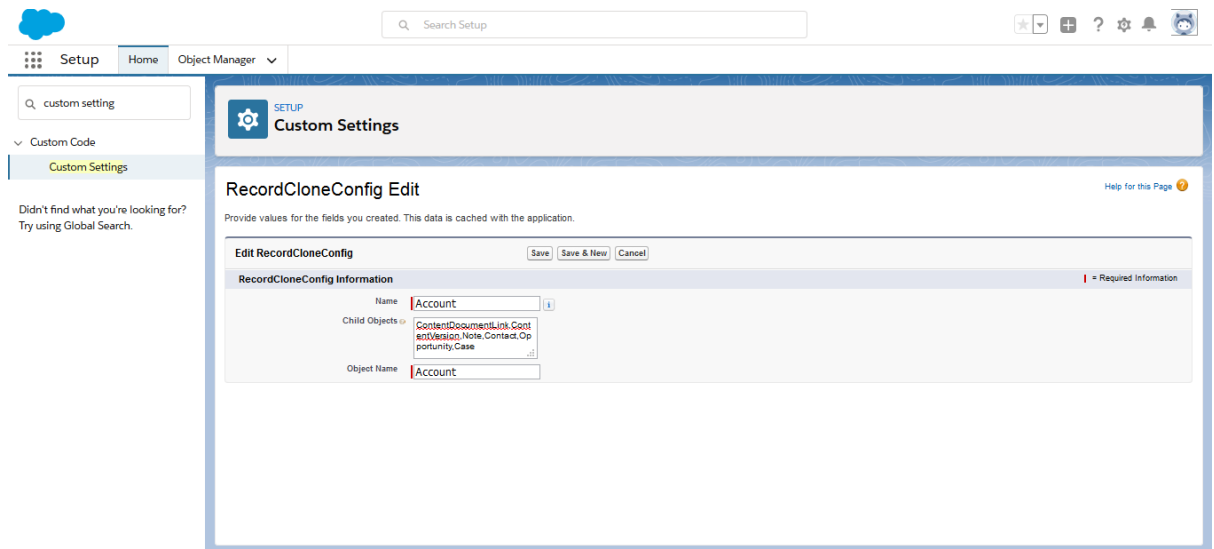 Search Setup
Setup
Home
Object Manager
custom setting
Custom Code
Custom Settings
Didn't find what you're looking for?
Try using Global Search.
SETUP
Custom Settings
RecordCloneConfig Edit
Help for this Page
Provide values for the fields you created. This data is cached with the application.
Edit RecordCloneConfig
Save
Save & New
Cancel
RecordCloneConfig Information
= Required Information
Name
Account
Child Objects
ContentDocumentLink,Cont
entVersion,Note,Contact,Op
portunity,Case
Object Name
Account